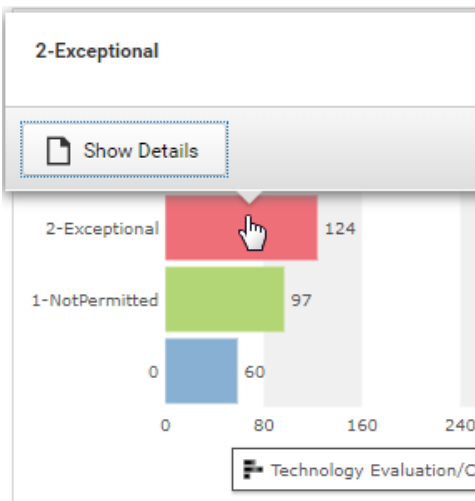 2-Exceptional
Show Details
2-Exceptional 124
1-NotPermitted 97
0 60
0 80 160 240
Technology Evaluation/C